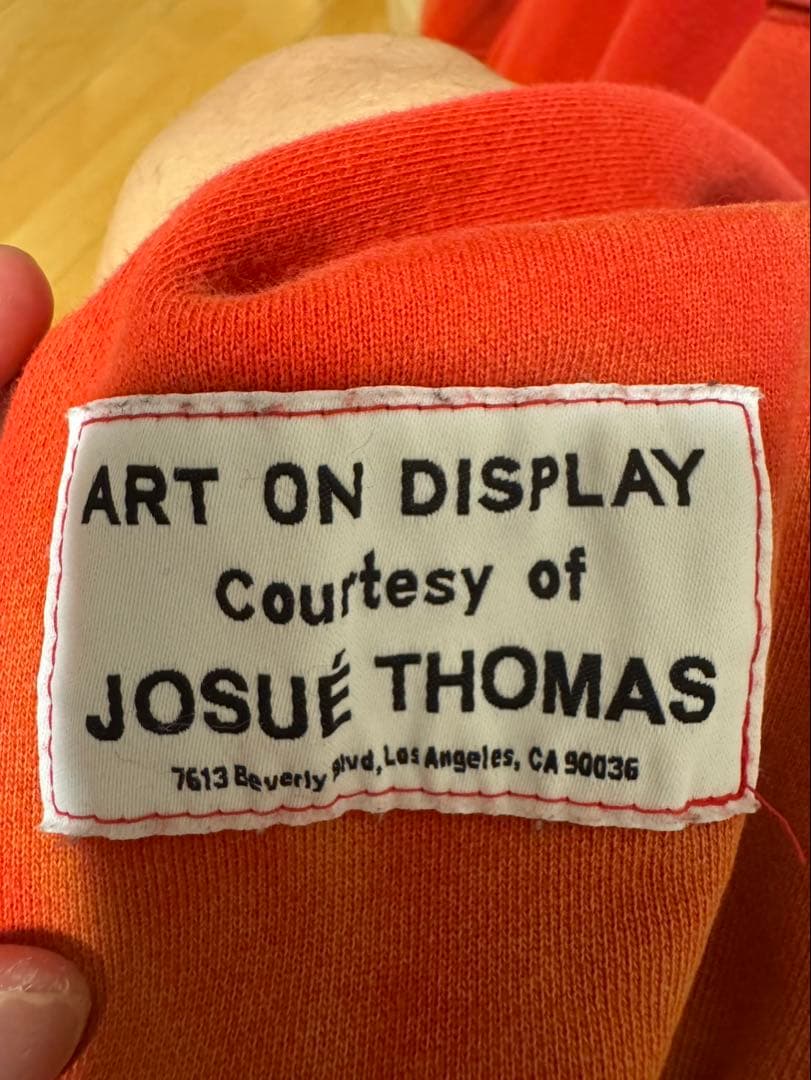 ART ON DISPLAY
Courtesy of
JOSUÉ THOMAS
7613 Beverly Blvd, Los Angeles, CA 90036